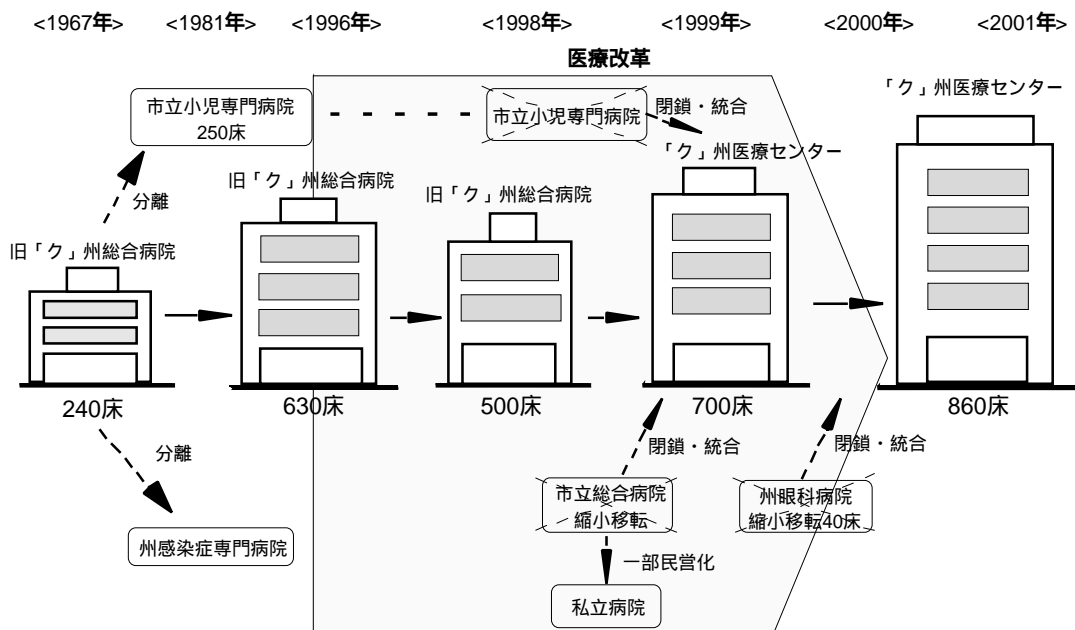 <1967年>
<1981年>
<1996年>
<1998年>
<1999年>
<2000年>
<2001年>
医療改革
市立小児専門病院
250床
市立小児専門病院
閉鎖・統合
「ク」州医療センター
「ク」州医療センター
分離
旧「ク」州総合病院
旧「ク」州総合病院
旧「ク」州総合病院
240床
630床
500床
700床
860床
分離
閉鎖・統合
閉鎖・統合
市立総合病院
縮小移転
州眼科病院
縮小移転40床
州感染症専門病院
一部民営化
私立病院